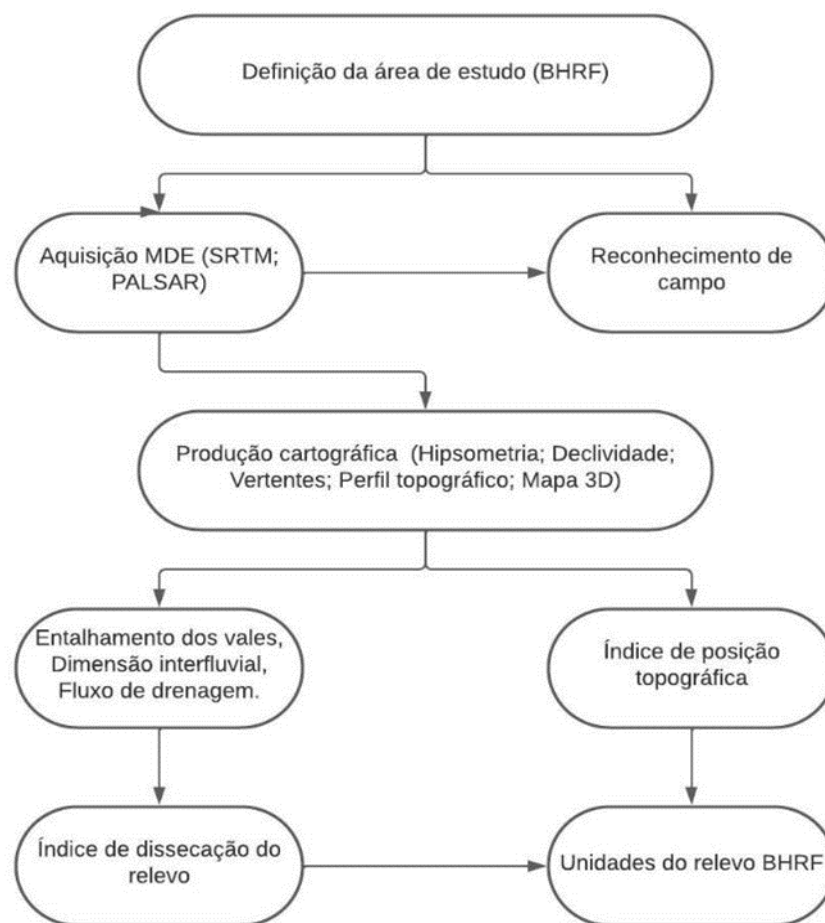 Definição da área de estudo (BHRF)
Aquisição MDE (SRTM;
PALSAR)
Reconhecimento de
campo
Produção cartográfica (Hipsometria; Declividade;
Vertentes; Perfil topográfico; Mapa 3D)
Entalhamento dos vales,
Dimensão interfluvial,
Fluxo de drenagem.
Índice de posição
topográfica
Índice de dissecação do
relevo
Unidades do relevo BHRF